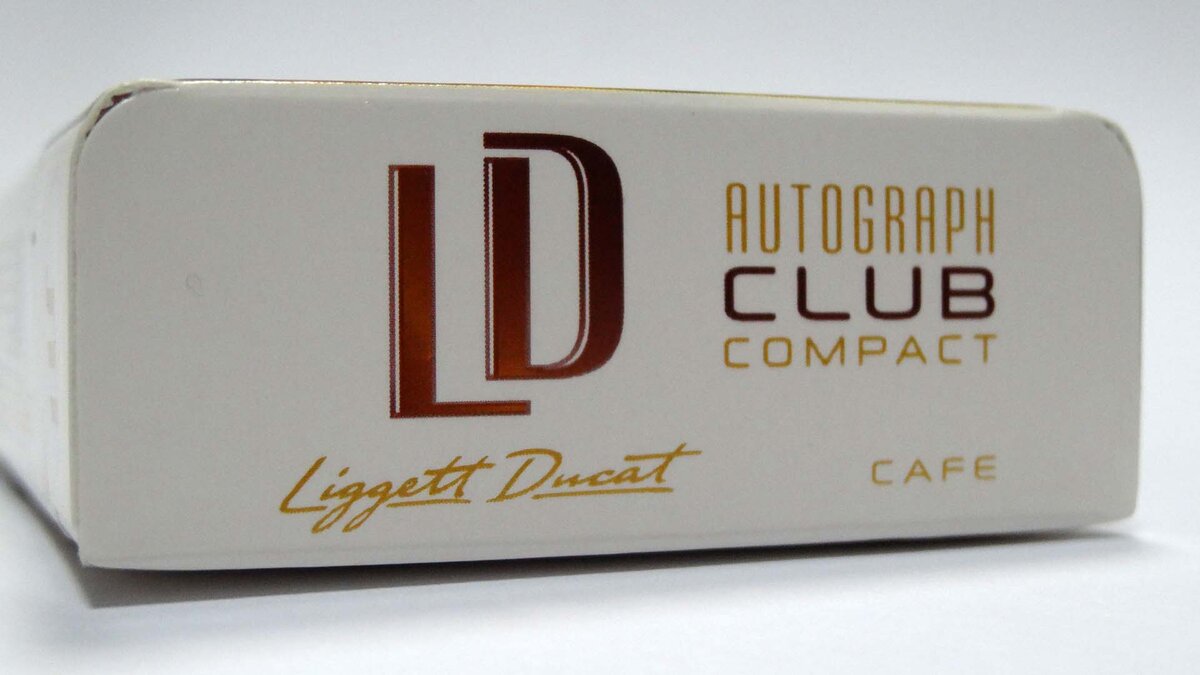 LD
Liggett Ducat
AUTOGRAPH
CLUB
COMPACT
CAFE